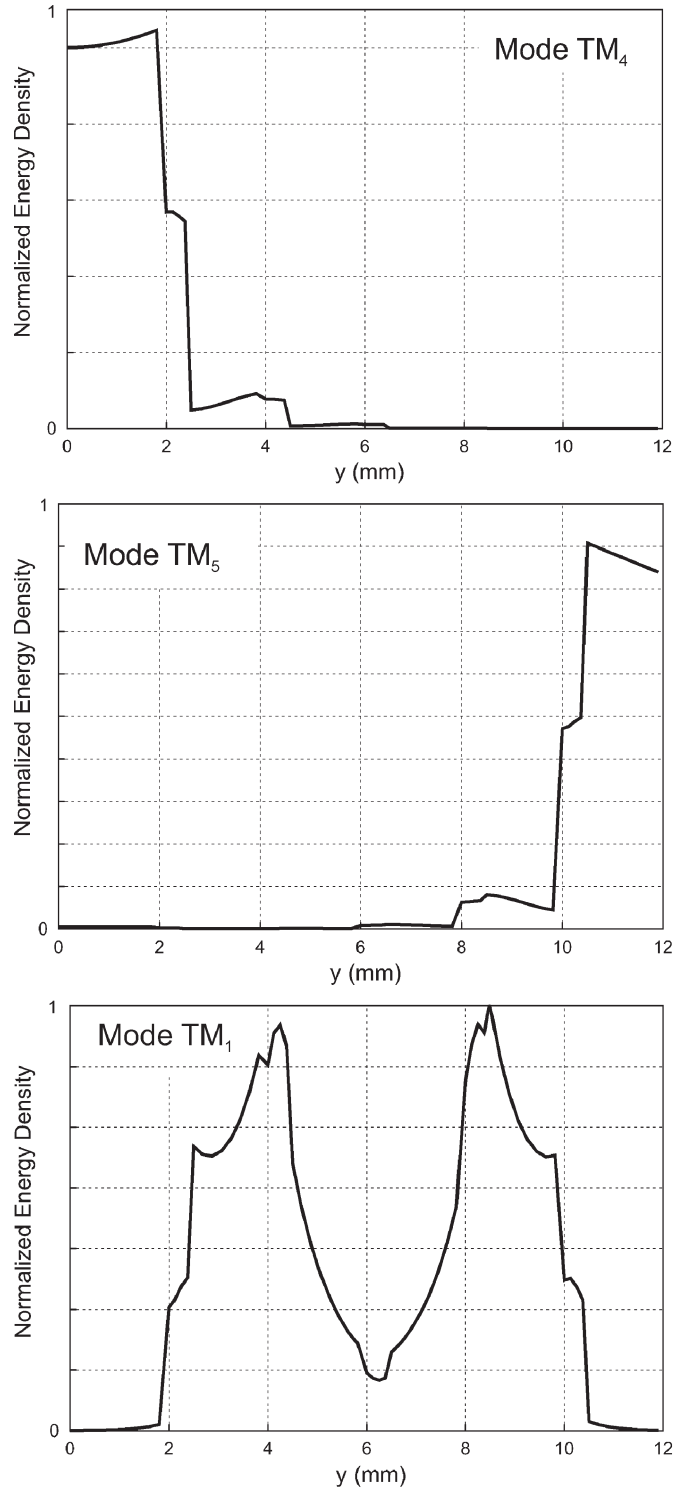 1
Mode TM₄
Normalized Energy Density
0
0 2 4 6 8 10 12
y (mm)
1
Mode TM₅
Normalized Energy Density
0
0 2 4 6 8 10 12
y (mm)
1
Mode TM₁
Normalized Energy Density
0
0 2 4 6 8 10 12
y (mm)